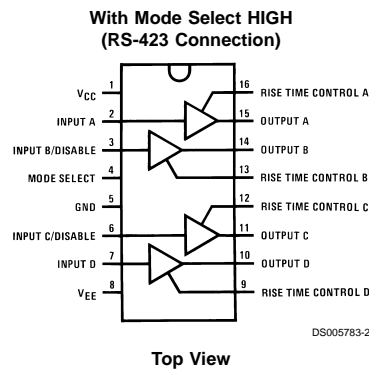 With Mode Select HIGH
(RS-423 Connection)
1 16
VCC RISE TIME CONTROL A
2 15
INPUT A OUTPUT A
3 14
INPUT B/DISABLE OUTPUT B
4 13
MODE SELECT RISE TIME CONTROL B
5 12
GND RISE TIME CONTROL C
6 11
INPUT C/DISABLE OUTPUT C
7 10
INPUT D OUTPUT D
8 9
VEE RISE TIME CONTROL D
DS005783-2
Top View